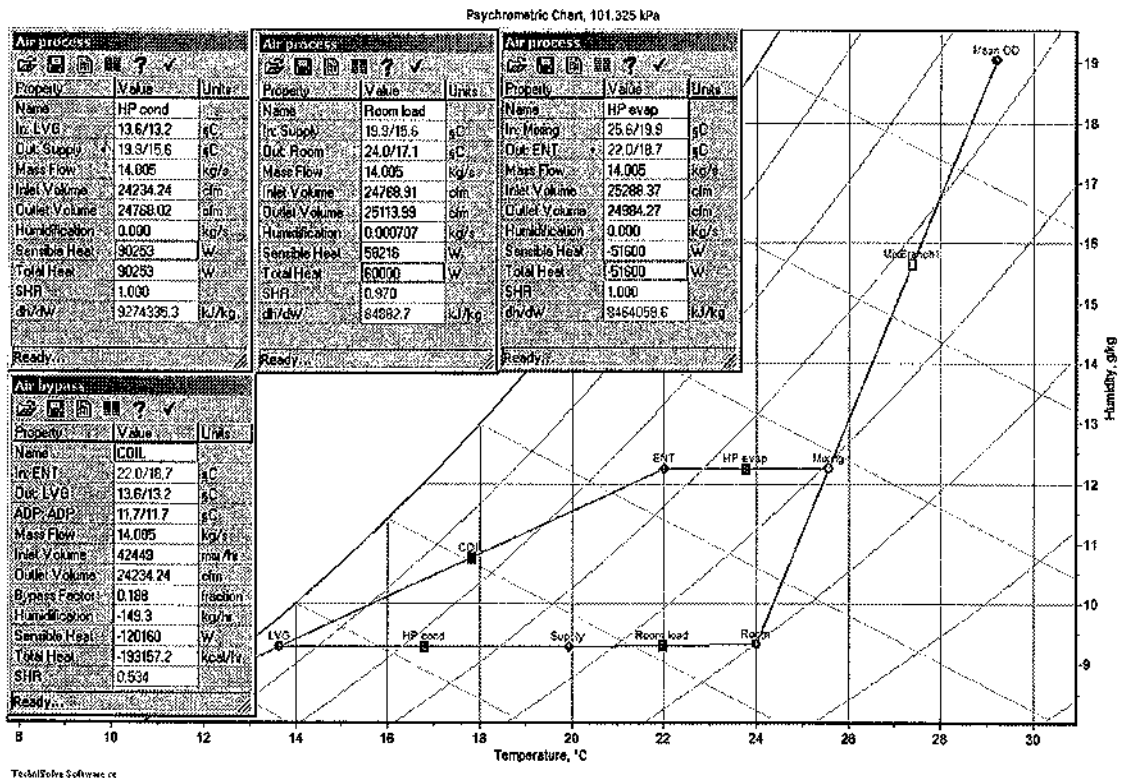 Psychrometric Chart, 101.325 kPa
Air process
Property Value Units
Name HP cond
In: LVG 13.6/13.2 §C
Out: Supply 19.9/15.6 §C
Mass Flow 14.005 kg/s
Inlet Volume 24234.24 cfm
Outlet Volume 24768.02 cfm
Humidification 0.000 kg/s
Sensible Heat 90253 W
Total Heat 90253 W
SHR 1.000
dh/dW 9274335.3 kJ/kg
Ready...
Air process
Property Value Units
Name Room load
In: Supply 19.9/15.6 §C
Out: Room 24.0/17.1 §C
Mass Flow 14.005 kg/s
Inlet Volume 24768.91 cfm
Outlet Volume 25113.99 cfm
Humidification 0.000707 kg/s
Sensible Heat 58216 W
Total Heat 60000 W
SHR 0.970
dh/dW 84882.7 kJ/kg
Ready...
Air process
Property Value Units
Name HP evap
In: Mixing 25.6/19.9 §C
Out: ENT 22.0/18.7 §C
Mass Flow 14.005 kg/s
Inlet Volume 25288.37 cfm
Outlet Volume 24984.27 cfm
Humidification 0.000 kg/s
Sensible Heat -51600 W
Total Heat -51600 W
SHR 1.000
dh/dW 8464059.6 kJ/kg
Ready...
Air bypass
Property Value Units
Name COIL
In: ENT 22.0/18.7 §C
Out: LVG 13.6/13.2 §C
ADP: ADP 11.7/11.7 §C
Mass Flow 14.005 kg/s
Inlet Volume 42449
Outlet Volume 24234.24 cfm
Bypass Factor 0.188 fraction
Humidification -149.3 kg/hr
Sensible Heat -120160 W
Total Heat -193157.2 kcal/hr
SHR 0.534
Ready...
Mean OD
MixBranch1
ENT HP evap Mixing
COIL
LVG HP cond Supply Room load Room
19
18
17
16
15
14
13
12
11
10
9
Humidity, g/kg
8 10 12 14 16 18 20 22 24 26 28 30
Temperature, °C